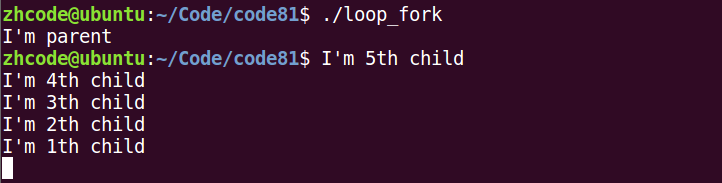 zhcode@ubuntu:~/Code/code81$ ./loop_fork
I'm parent
zhcode@ubuntu:~/Code/code81$ I'm 5th child
I'm 4th child
I'm 3th child
I'm 2th child
I'm 1th child